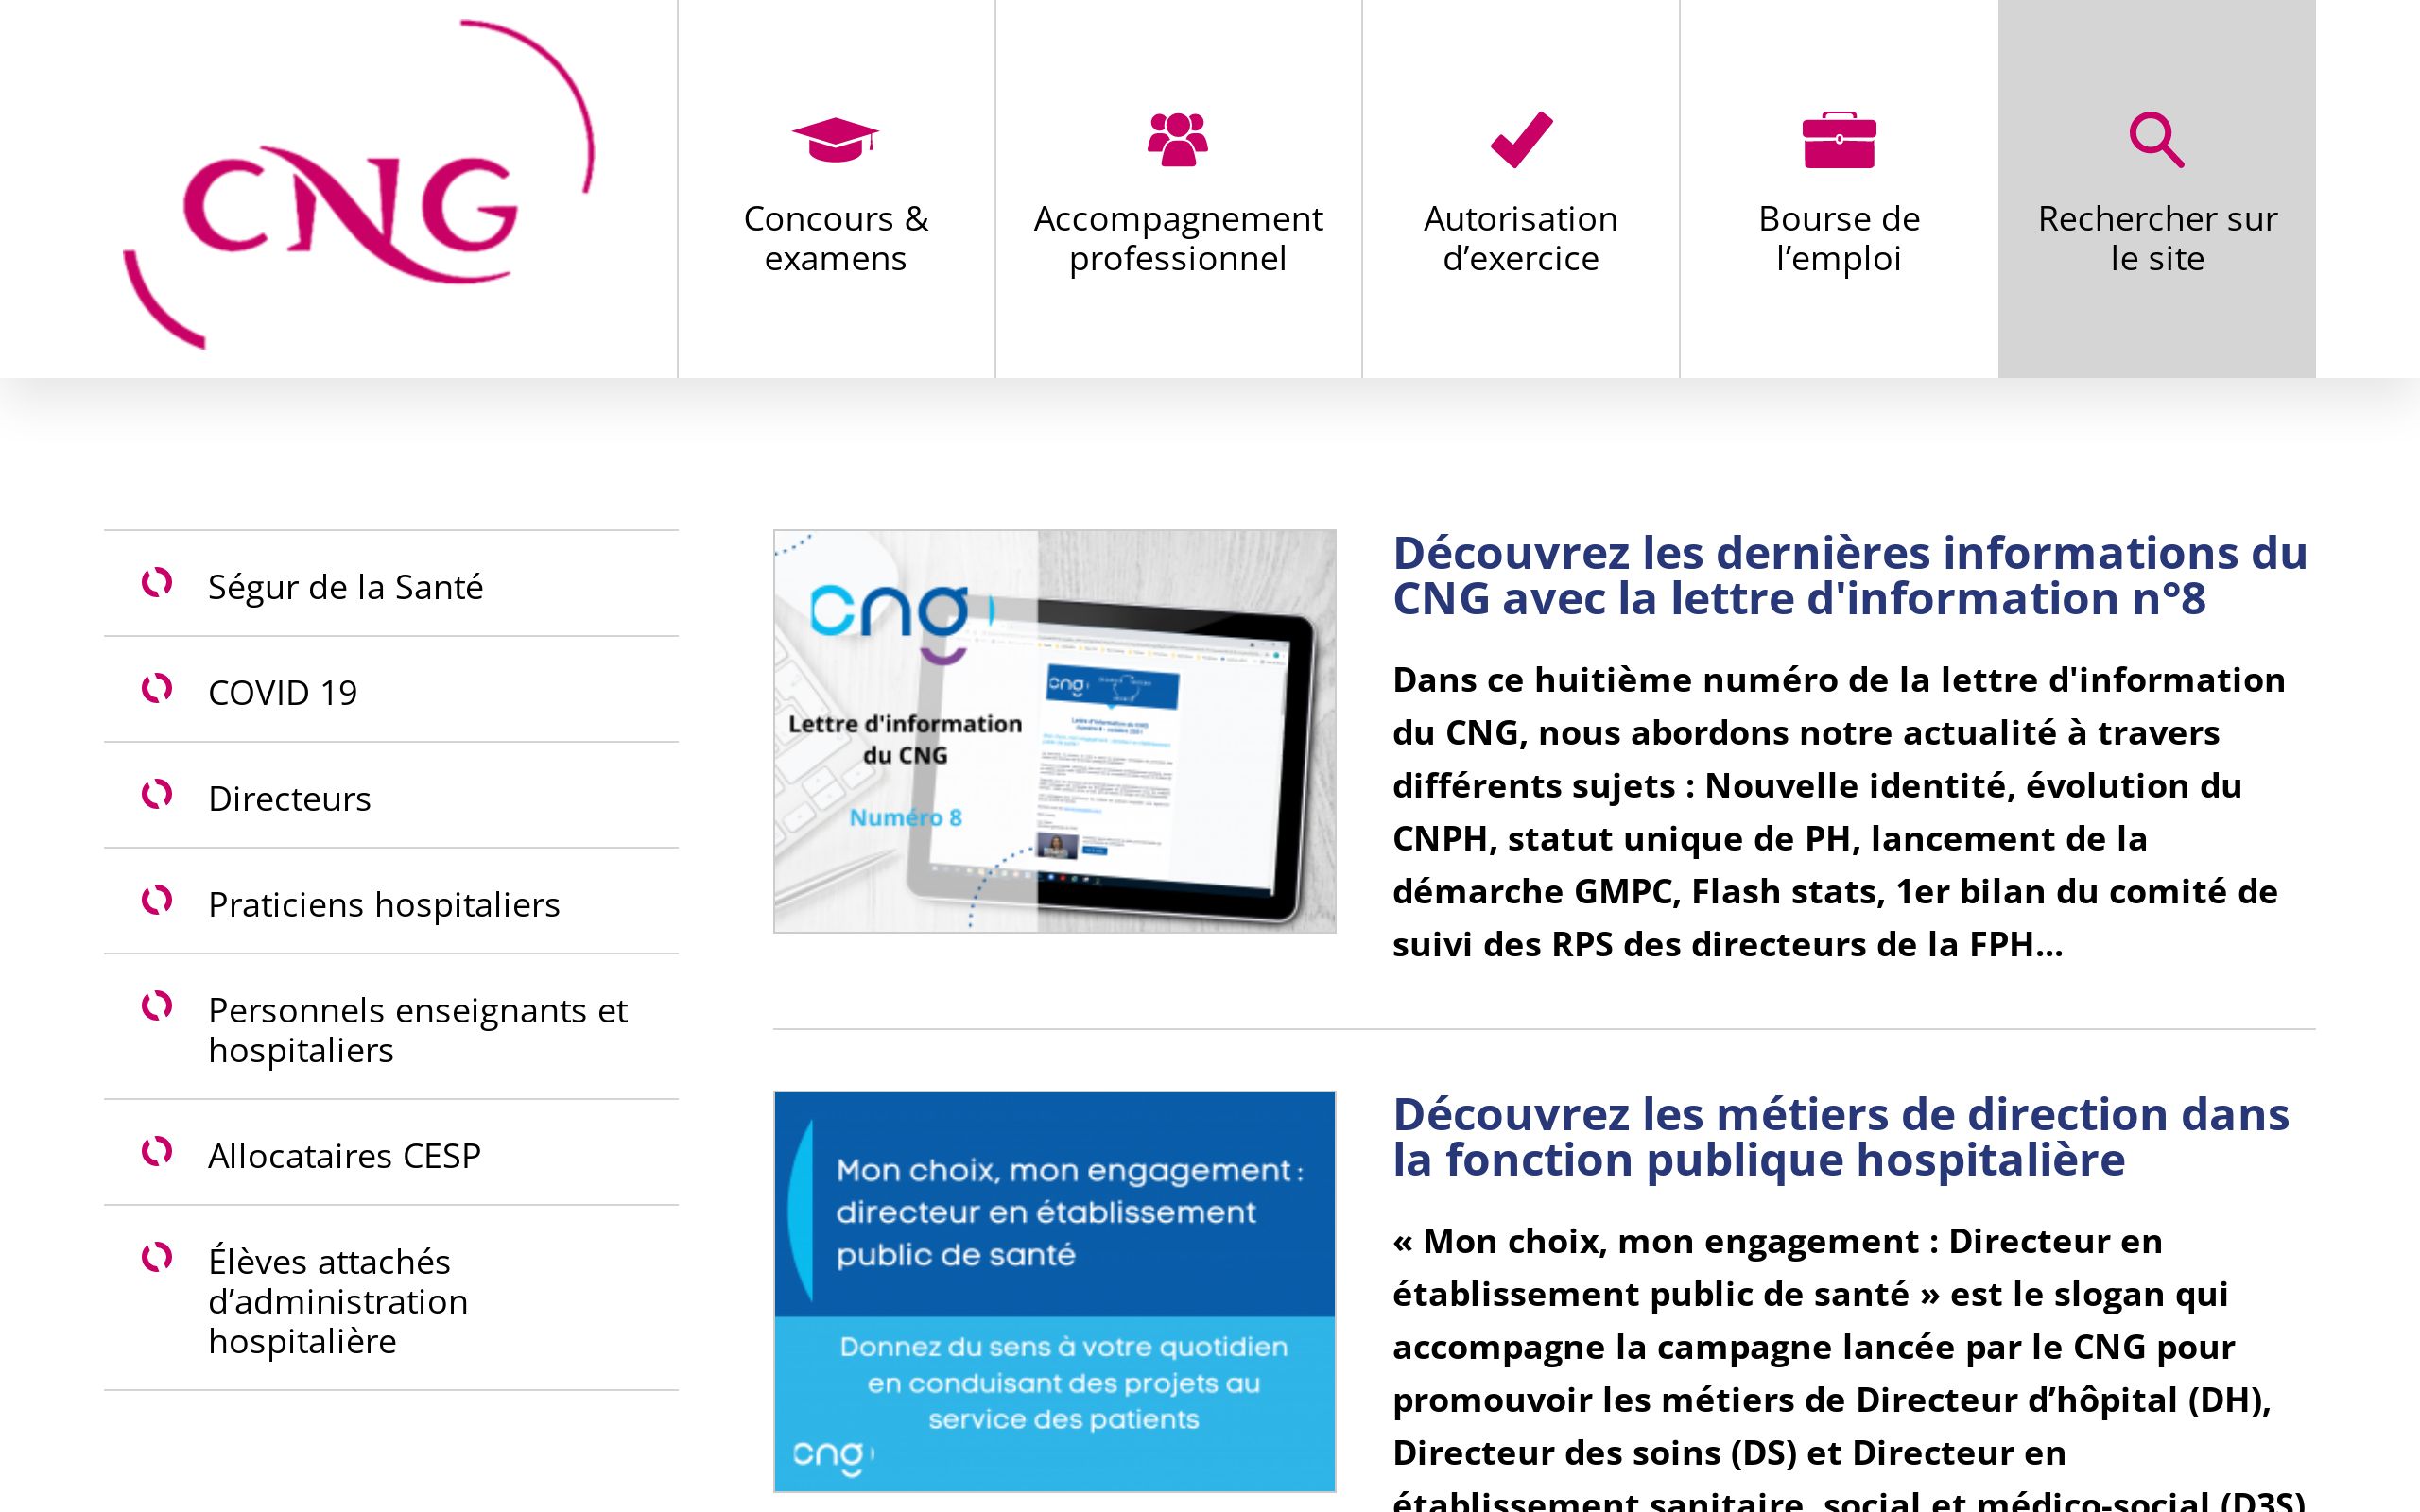 CNG
Concours &
examens
Accompagnement
professionnel
Autorisation
d’exercice
Bourse de
l’emploi
Rechercher sur
le site
Ségur de la Santé
COVID 19
Directeurs
Praticiens hospitaliers
Personnels enseignants et
hospitaliers
Allocataires CESP
Élèves attachés
d’administration
hospitalière
cng
Lettre d'information
du CNG
Numéro 8
cng
Découvrez les dernières informations du
CNG avec la lettre d'information n°8
Dans ce huitième numéro de la lettre d'information
du CNG, nous abordons notre actualité à travers
différents sujets : Nouvelle identité, évolution du
CNPH, statut unique de PH, lancement de la
démarche GMPC, Flash stats, 1er bilan du comité de
suivi des RPS des directeurs de la FPH...
Mon choix, mon engagement :
directeur en établissement
public de santé
Donnez du sens à votre quotidien
en conduisant des projets au
service des patients
cng
Découvrez les métiers de direction dans
la fonction publique hospitalière
« Mon choix, mon engagement : Directeur en
établissement public de santé » est le slogan qui
accompagne la campagne lancée par le CNG pour
promouvoir les métiers de Directeur d’hôpital (DH),
Directeur des soins (DS) et Directeur en
établissement sanitaire, social et médico-social (D3S)